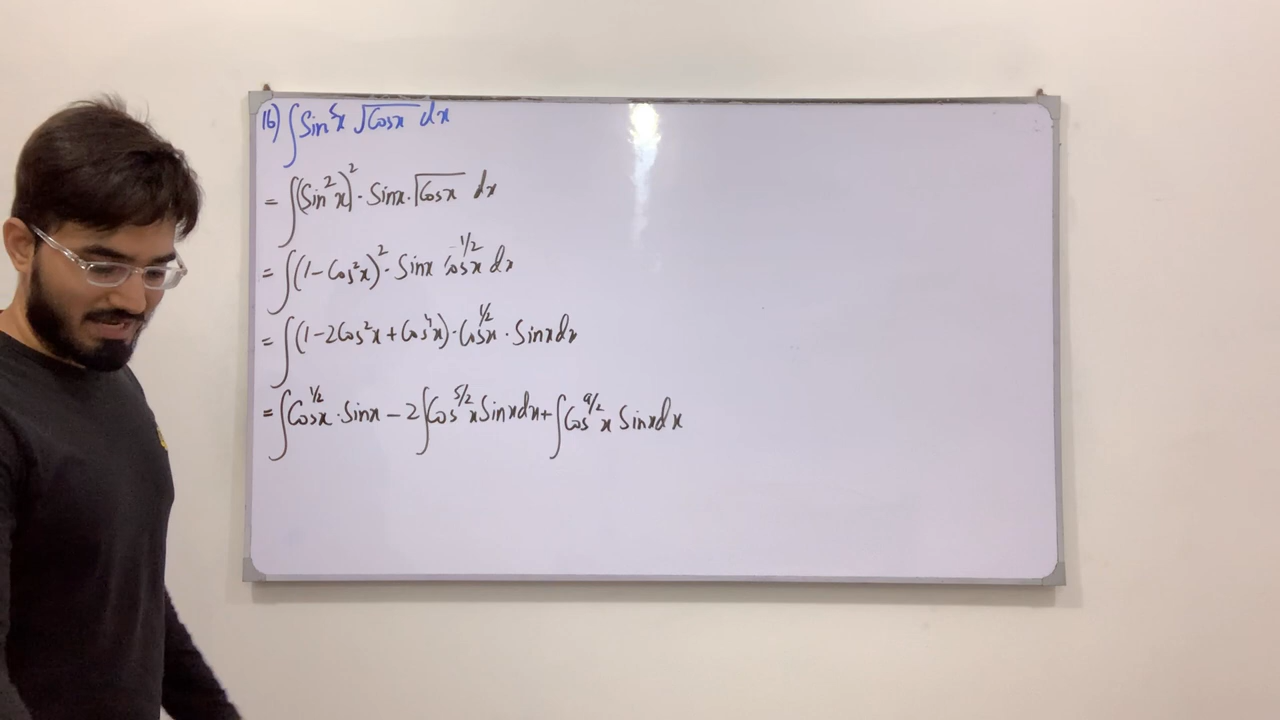 16) ∫ Sin⁵x √Cosx dx
= ∫ (Sin²x)² · Sinx · √Cosx dx
= ∫ (1 - Cos²x)² · Sinx Cos^1/2 x dx
= ∫ (1 - 2Cos²x + Cos⁴x) · Cos^1/2 x · Sinx dx
= ∫ Cos^1/2 x · Sinx - 2 ∫ Cos^5/2 x Sinx dx + ∫ Cos^9/2 x Sinx dx